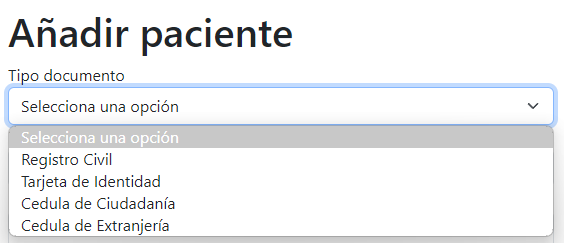 Añadir paciente
Tipo documento
Selecciona una opción
Selecciona una opción
Registro Civil
Tarjeta de Identidad
Cedula de Ciudadanía
Cedula de Extranjería